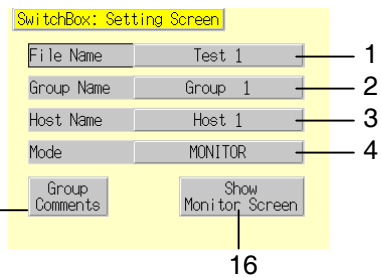 SwitchBox: Setting Screen
File Name Test 1 1
Group Name Group 1 2
Host Name Host 1 3
Mode MONITOR 4
Group Comments
Show Monitor Screen
16